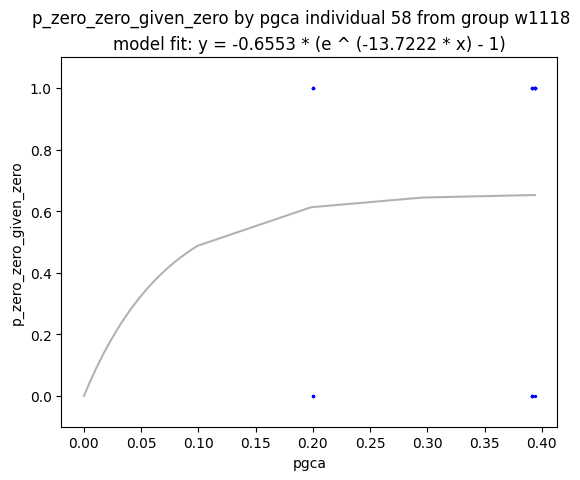 p_zero_zero_given_zero by pgca individual 58 from group w1118
model fit: y = -0.6553 * (e ^ (-13.7222 * x) - 1)
1.0
0.8
0.6
0.4
0.2
0.0
p_zero_zero_given_zero
0.00 0.05 0.10 0.15 0.20 0.25 0.30 0.35 0.40
pgca